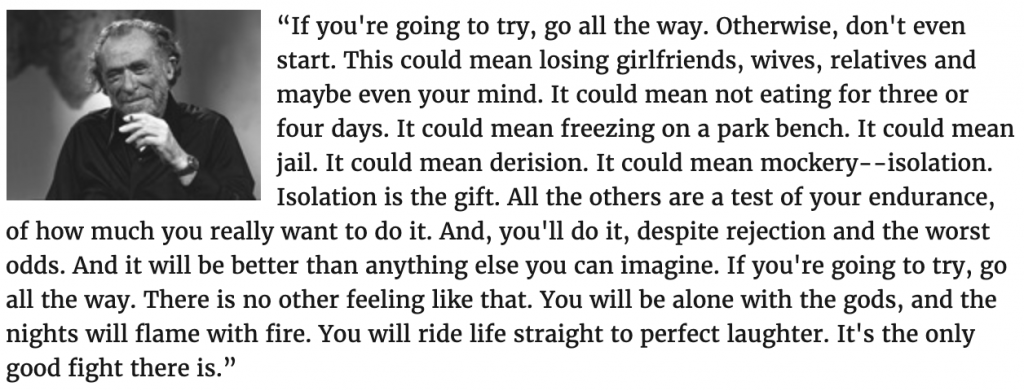 “If you're going to try, go all the way. Otherwise, don't even
start. This could mean losing girlfriends, wives, relatives and
maybe even your mind. It could mean not eating for three or
four days. It could mean freezing on a park bench. It could mean
jail. It could mean derision. It could mean mockery--isolation.
Isolation is the gift. All the others are a test of your endurance,
of how much you really want to do it. And, you'll do it, despite rejection and the worst
odds. And it will be better than anything else you can imagine. If you're going to try, go
all the way. There is no other feeling like that. You will be alone with the gods, and the
nights will flame with fire. You will ride life straight to perfect laughter. It's the only
good fight there is.”